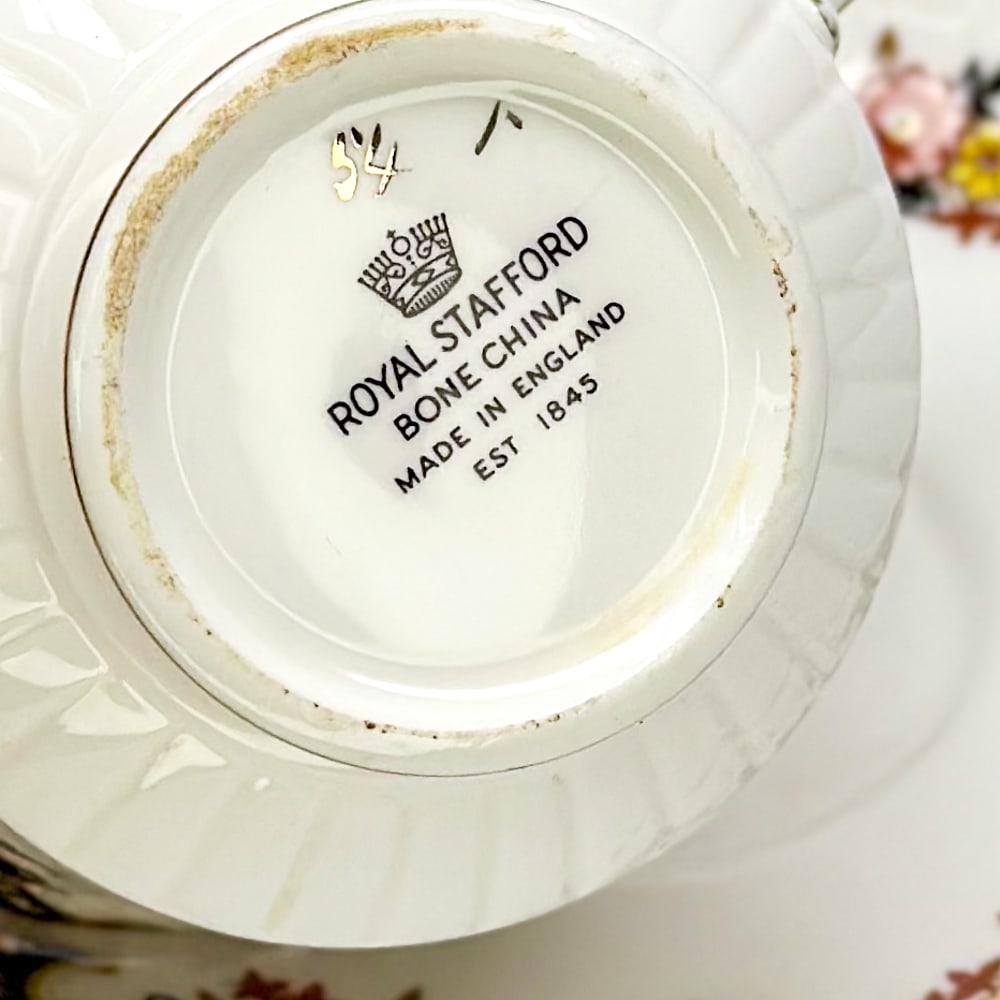 54
ROYAL STAFFORD
BONE CHINA
MADE IN ENGLAND
EST 1845